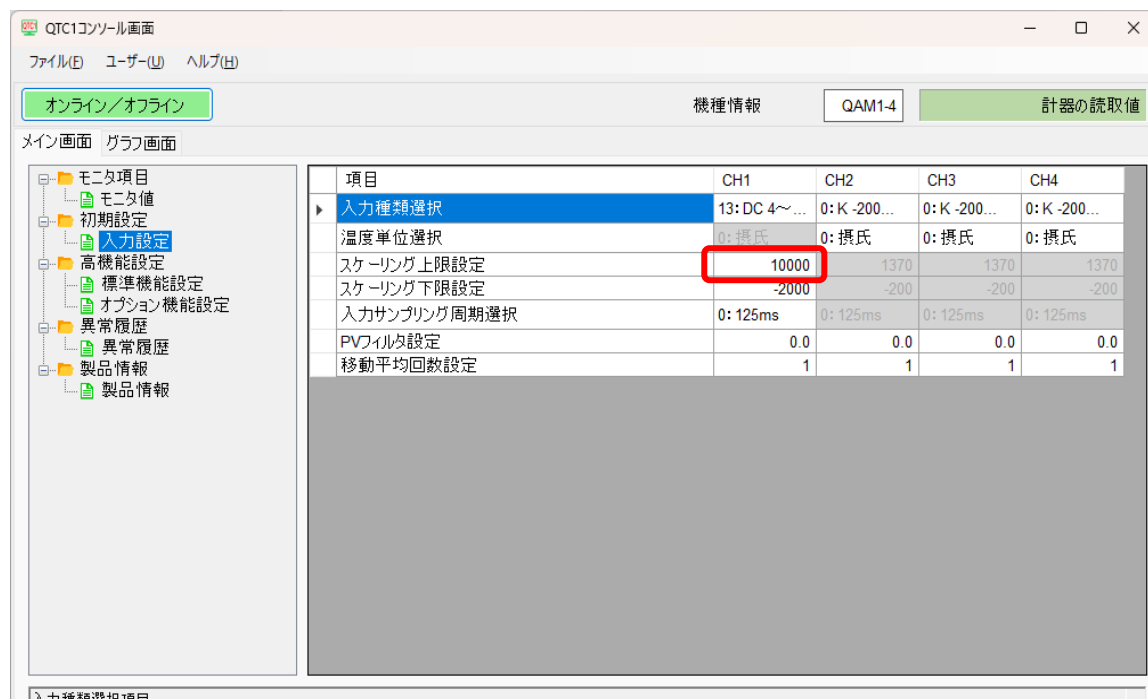 QTC1コンソール画面
ファイル(F) ユーザー(U) ヘルプ(H)
オンライン／オフライン 機種情報 QAM1-4 計器の読取値
メイン画面 グラフ画面
モニタ項目
モニタ値
初期設定
入力設定
高機能設定
標準機能設定
オプション機能設定
異常履歴
異常履歴
製品情報
製品情報
項目 CH1 CH2 CH3 CH4
入力種類選択 13: DC 4～... 0: K -200... 0: K -200... 0: K -200...
温度単位選択 0: 摂氏 0: 摂氏 0: 摂氏 0: 摂氏
スケーリング上限設定 10000 1370 1370 1370
スケーリング下限設定 -2000 -200 -200 -200
入力サンプリング周期選択 0: 125ms 0: 125ms 0: 125ms 0: 125ms
PVフィルタ設定 0.0 0.0 0.0 0.0
移動平均回数設定 1 1 1 1
入力種類選択項目